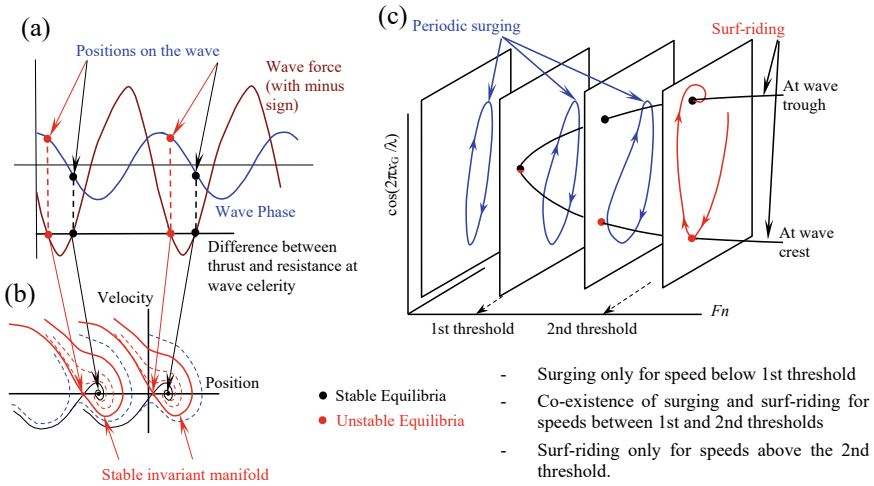 (a)
Positions on the wave
Wave force
(with minus
sign)
Wave Phase
Difference between
thrust and resistance at
wave celerity
(b)
Velocity
Position
Stable invariant manifold
Stable Equilibria
Unstable Equilibria
(c)
Periodic surging
Surf-riding
At wave
trough
cos(2πxG /λ)
At wave
crest
1st threshold
2nd threshold
Fn
- Surging only for speed below 1st threshold
- Co-existence of surging and surf-riding for
speeds between 1st and 2nd thresholds
- Surf-riding only for speeds above the 2nd
threshold.